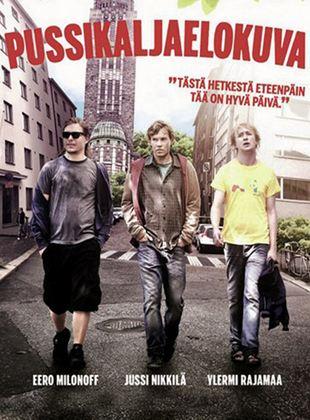 PUSSIKALJAELOKUVA
"TÄSTÄ HETKESTÄ ETEENPÄIN
TÄÄ ON HYVÄ PÄIVÄ."
EERO MILONOFF JUSSI NIKKILÄ YLERMI RAJAMAA